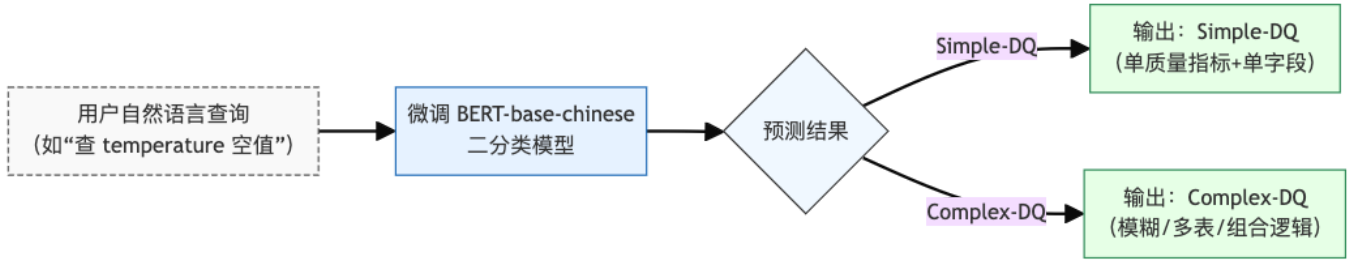 用户自然语言查询
（如“查 temperature 空值”）
微调 BERT-base-chinese
二分类模型
预测结果
Simple-DQ
输出：Simple-DQ
（单质量指标+单字段）
Complex-DQ
输出：Complex-DQ
（模糊/多表/组合逻辑）